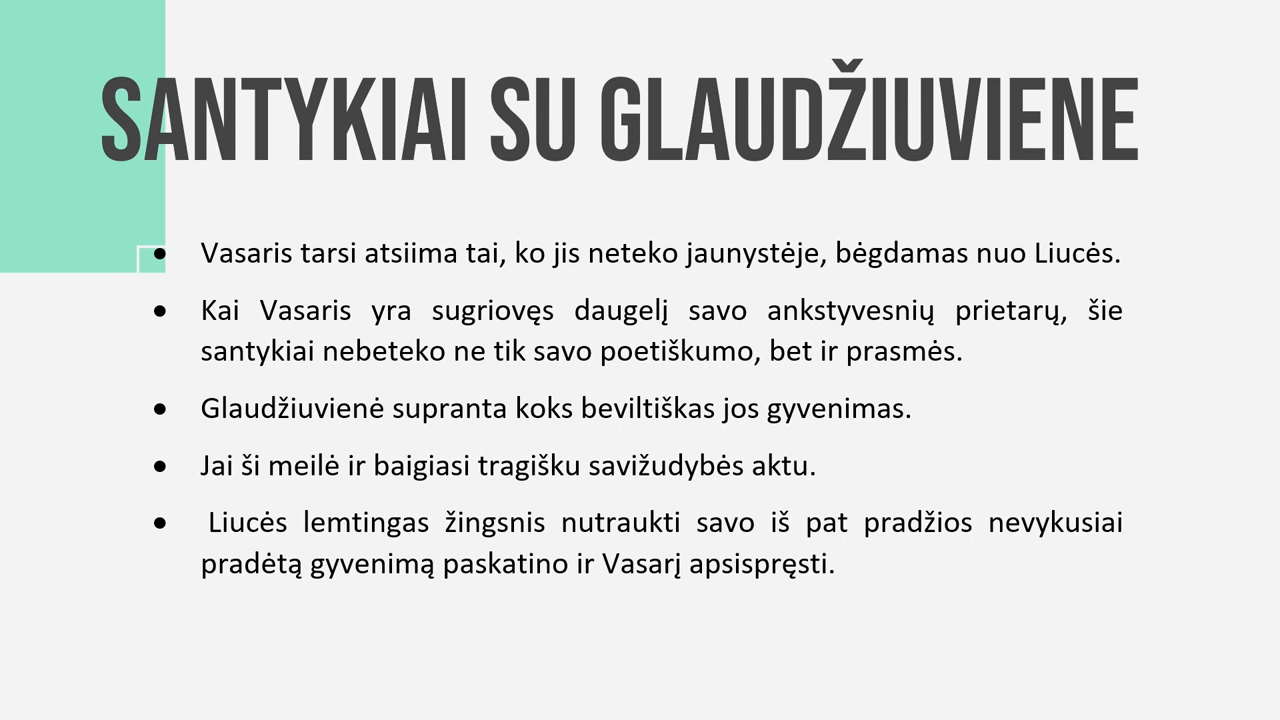 SANTYKIAI SU GLAUDŽIUVIENE
• Vasaris tarsi atsiima tai, ko jis neteko jaunystėje, bėgdamas nuo Liucės.
• Kai Vasaris yra sugriovęs daugelį savo ankstyvesnių prietarų, šie
santykiai nebeteko ne tik savo poetiškumo, bet ir prasmės.
• Glaudžiuvienė supranta koks beviltiškas jos gyvenimas.
• Jai ši meilė ir baigiasi tragišku savižudybės aktu.
• Liucės lemtingas žingsnis nutraukti savo iš pat pradžios nevykusiai
pradėtą gyvenimą paskatino ir Vasarį apsispręsti.